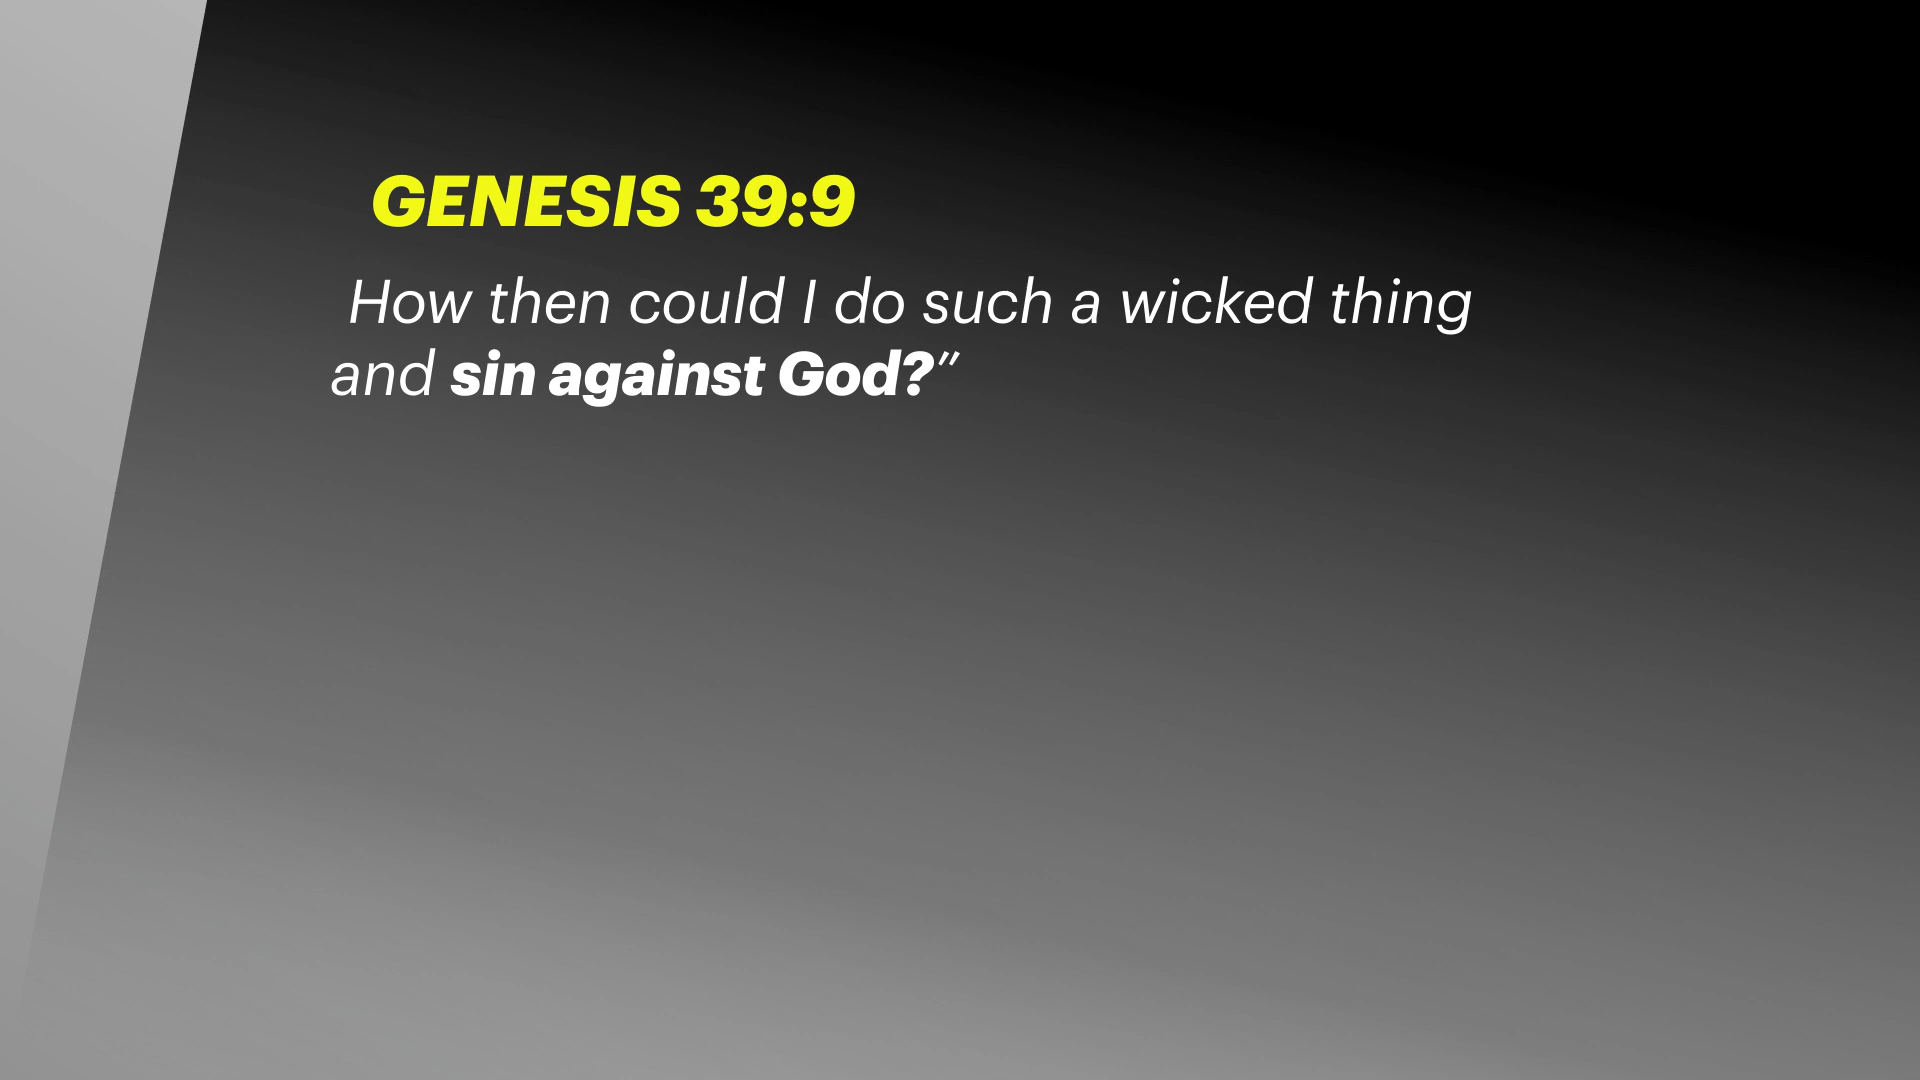 GENESIS 39:9
How then could I do such a wicked thing
and sin against God?”